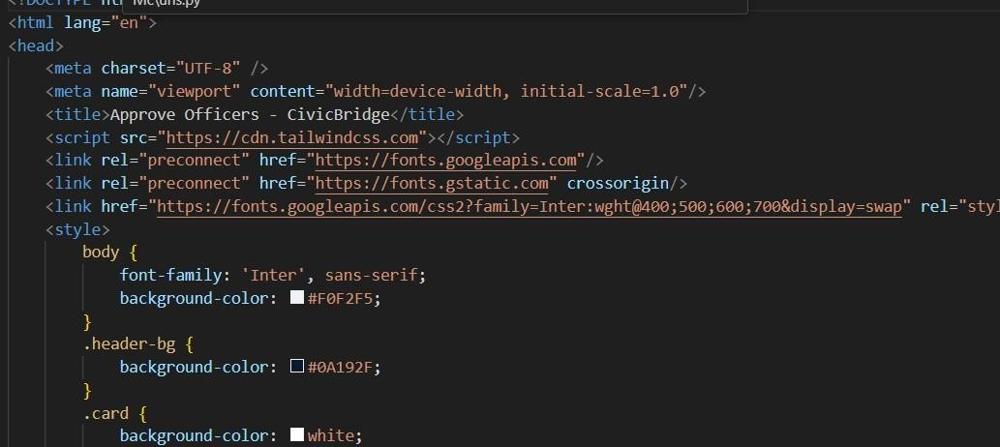 <!DOCTYPE
Mc\uhs.py
<html lang="en">
<head>
<meta charset="UTF-8" />
<meta name="viewport" content="width=device-width, initial-scale=1.0"/>
<title>Approve Officers - CivicBridge</title>
<script src="https://cdn.tailwindcss.com"></script>
<link rel="preconnect" href="https://fonts.googleapis.com"/>
<link rel="preconnect" href="https://fonts.gstatic.com" crossorigin/>
<link href="https://fonts.googleapis.com/css2?family=Inter:wght@400;500;600;700&display=swap" rel="sty
<style>
body {
font-family: 'Inter', sans-serif;
background-color: #F0F2F5;
}
.header-bg {
background-color: #0A192F;
}
.card {
background-color: white;